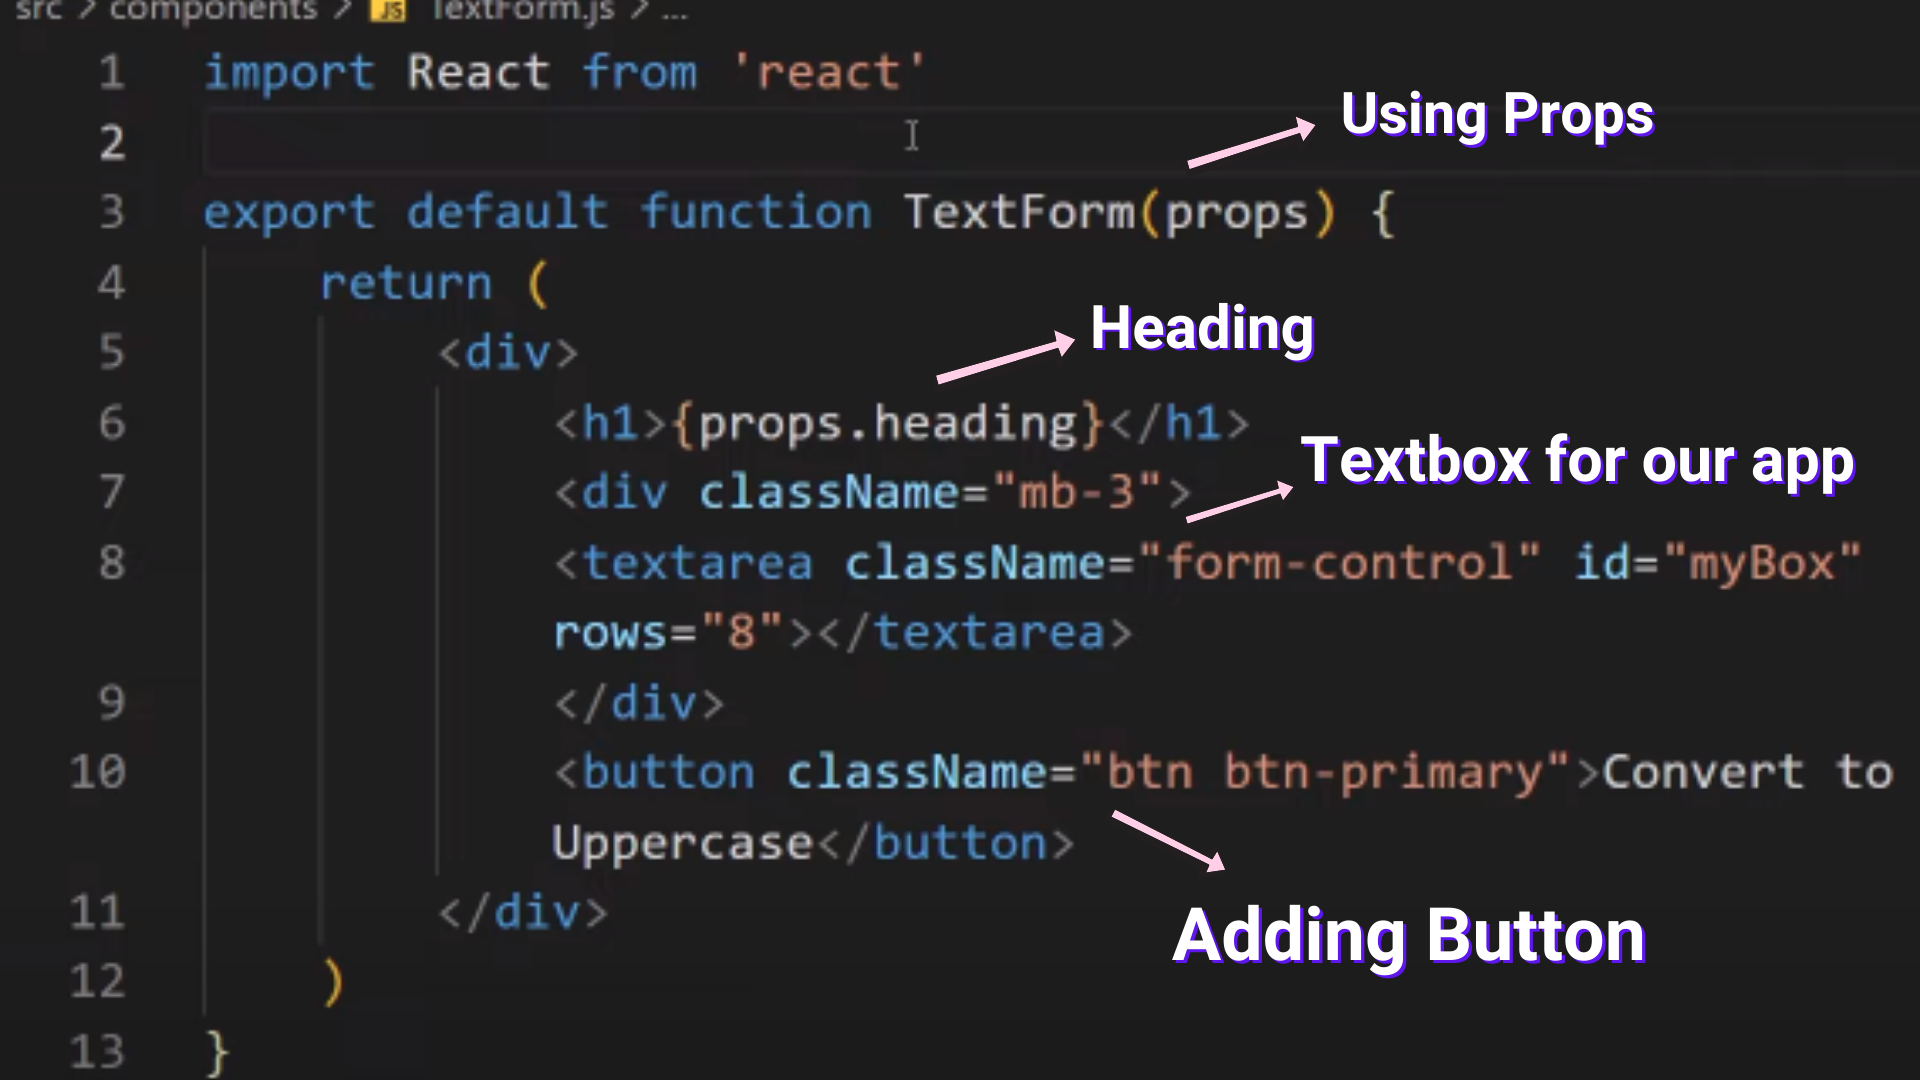 src > components > JS TextForm.js > ...
1 import React from 'react'
Using Props
2
3 export default function TextForm(props) {
4 return (
Heading
5 <div>
6 <h1>{props.heading}</h1>
Textbox for our app
7 <div className="mb-3">
8 <textarea className="form-control" id="myBox"
rows="8"></textarea>
9 </div>
10 <button className="btn btn-primary">Convert to
Uppercase</button>
11 </div>
Adding Button
12 )
13 }